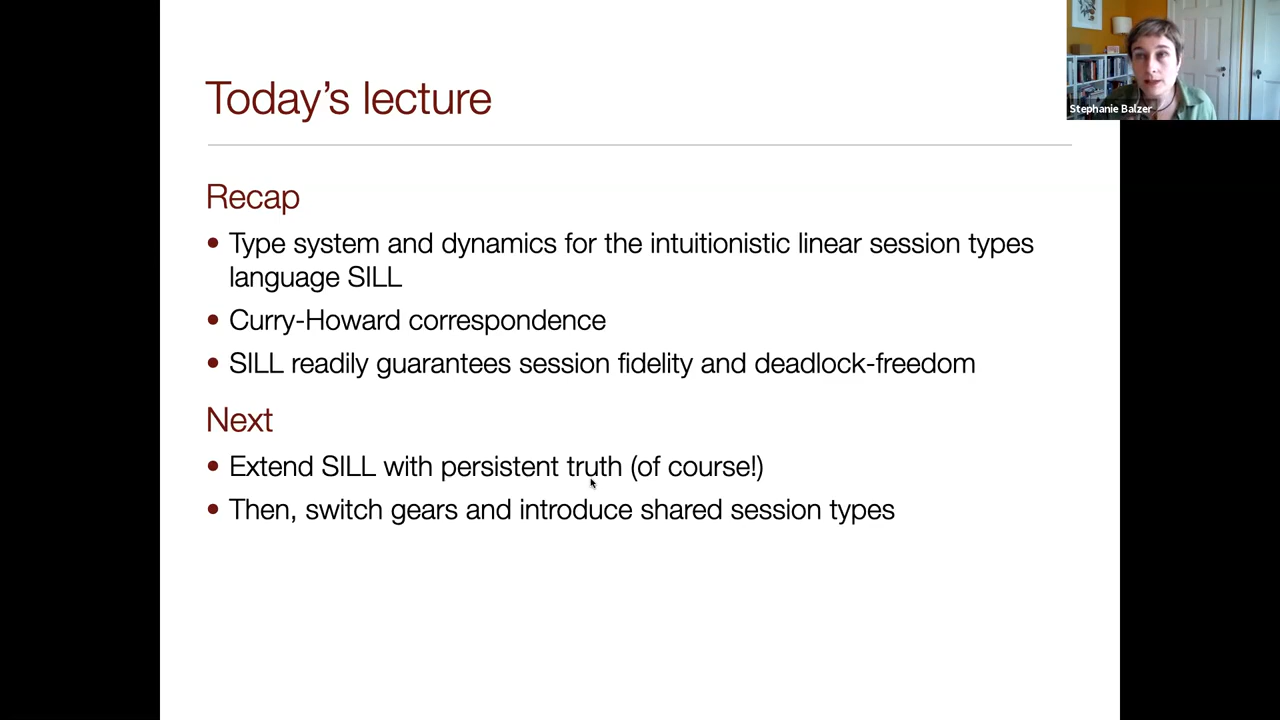 Today's lecture
Stephanie Balzer
Recap
• Type system and dynamics for the intuitionistic linear session types
language SILL
• Curry-Howard correspondence
• SILL readily guarantees session fidelity and deadlock-freedom
Next
• Extend SILL with persistent truth (of course!)
• Then, switch gears and introduce shared session types